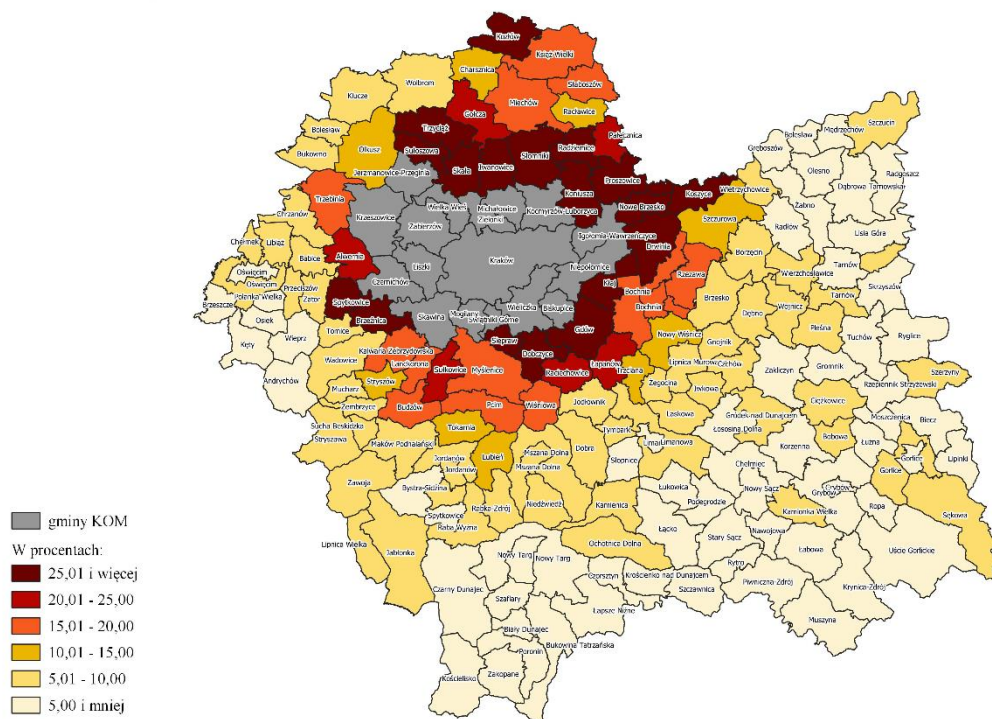 Kozłów
Książ Wielki
Charsznica
Słaboszów
Wolbrom
Klucze
Miechów
Racławice
Gołcza
Bolesław
Trzyciąż
Pałecznica
Olkusz
Sułoszowa
Radziemice
Bukowno
Słomniki
Skała
Iwanowice
Jerzmanowice-Przeginia
Proszowice
Trzebinia
Koniusza
Koszyce
Krzeszowice
Wielka Wieś
Michałowice
Kocmyrzów-Luborzyca
Nowe Brzesko
Zielonki
Zabierzów
Chrzanów
Igołomia-Wawrzeńczyce
Drwinia
Szczurowa
Wietrzychowice
Szczucin
Mędrzechów
Bolesław
Gręboszów
Olesno
Radgoszcz
Dąbrowa Tarnowska
Żabno
Radłów
Lisia Góra
Chełmek
Libiąż
Babice
Alwernia
Liszki
Kraków
Niepołomice
Rzezawa
Borzęcin
Wierzchosławice
Tarnów
Skrzyszów
Oświęcim
Oświęcim
Przeciszów
Polanka Wielka
Zator
Brzeszcze
Osiek
Spytkowice
Czernichów
Brzeźnica
Skawina
Mogilany
Świątniki Górne
Wieliczka
Biskupice
Kłaj
Bochnia
Bochnia
Brzesko
Dębno
Wojnicz
Tarnów
Pleśna
Tuchów
Ryglice
Kęty
Wieprz
Tomice
Wadowice
Andrychów
Kalwaria Zebrzydowska
Lanckorona
Stryszów
Mucharz
Sułkowice
Myślenice
Siepraw
Dobczyce
Gdów
Raciechowice
Łapanów
Trzciana
Nowy Wiśnicz
Lipnica Murowana
Gnojnik
Czchów
Żegocina
Iwkowa
Zakliczyn
Gromnik
Rzepiennik Strzyżewski
Szerzyny
Zembrzyce
Budzów
Pcim
Wiśniowa
Jodłownik
Laskowa
Gródek nad Dunajcem
Łososina Dolna
Ciężkowice
Moszczenica
Biecz
Sucha Beskidzka
Stryszawa
Maków Podhalański
Tokarnia
Lubień
Tymbark
Limanowa
Korzenna
Bobowa
Łużna
Gorlice
Gorlice
Lipinki
Zawoja
Jordanów
Jordanów
Mszana Dolna
Mszana Dolna
Dobra
Słopnice
Chełmiec
Nowy Sącz
Grybów
Grybów
Ropa
Sękowa
Bystra-Sidzina
Spytkowice
Raba Wyżna
Rabka-Zdrój
Niedźwiedź
Kamienica
Łukowica
Podegrodzie
Kamionka Wielka
Nawojowa
Lipnica Wielka
Jabłonka
Ochotnica Dolna
Łącko
Stary Sącz
Łabowa
Uście Gorlickie
Nowy Targ
Nowy Targ
Czorsztyn
Krościenko nad Dunajcem
Szczawnica
Rytro
Piwniczna-Zdrój
Krynica-Zdrój
Muszyna
Czarny Dunajec
Szaflary
Łapsze Niżne
Biały Dunajec
Bukowina Tatrzańska
Poronin
Kościelisko
Zakopane
gminy KOM
W procentach:
25,01 i więcej
20,01 - 25,00
15,01 - 20,00
10,01 - 15,00
5,01 - 10,00
5,00 i mniej